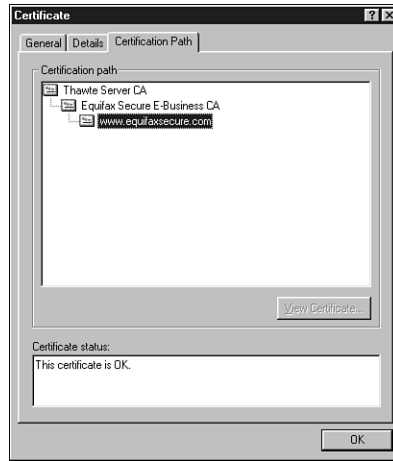 Certificate
General Details Certification Path
Certification path
Thawte Server CA
Equifax Secure E-Business CA
www.equifaxsecure.com
View Certificate...
Certificate status:
This certificate is OK.
OK